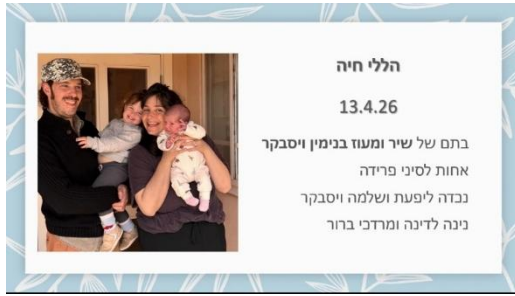 הללי חיה
13.4.26
בתם של שיר ומעוז בנימין ויסבקר
אחות לסיני פרידה
נכדה ליפעת ושלמה ויסבקר
נינה לדינה ומרדכי ברור